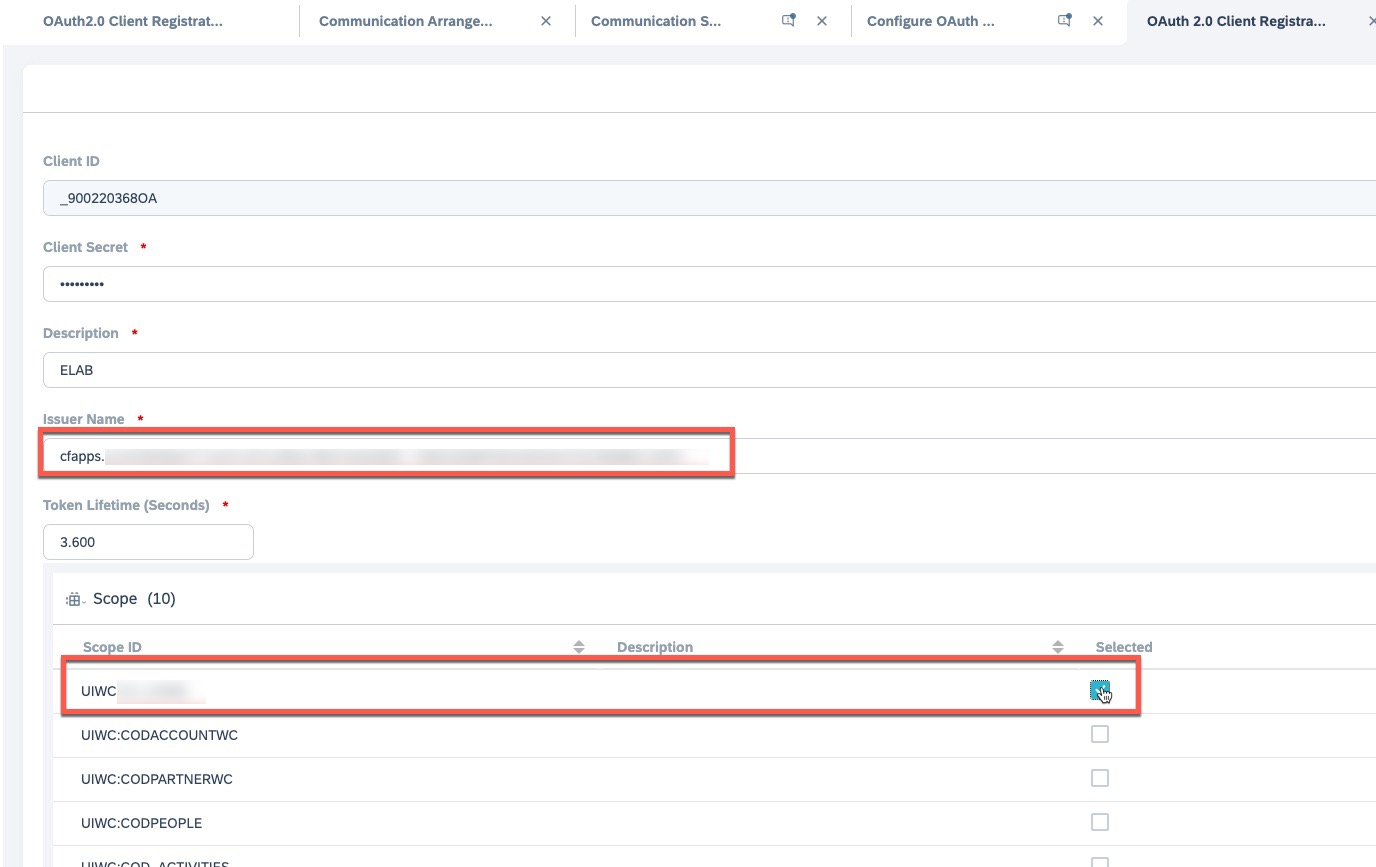 OAuth2.0 Client Registrat...
Communication Arrange...
Communication S...
Configure OAuth ...
OAuth 2.0 Client Registra...
Client ID
_900220368OA
Client Secret *
•••••••••
Description *
ELAB
Issuer Name *
cfapps.
Token Lifetime (Seconds) *
3.600
Scope (10)
Scope ID Description Selected
UIWC
UIWC:CODACCOUNTWC
UIWC:CODPARTNERWC
UIWC:CODPEOPLE
UIWC:COD_ACTIVITIES